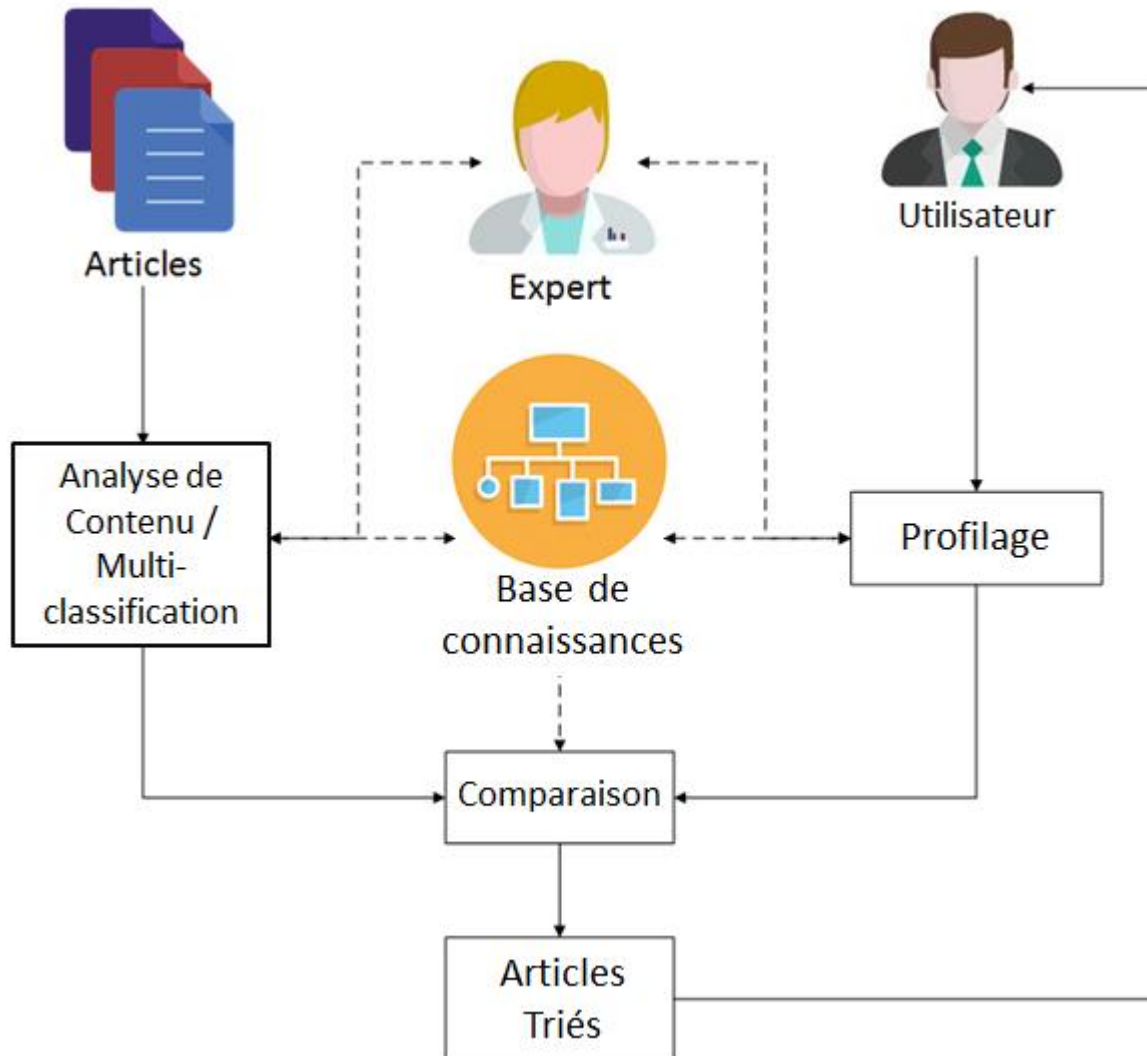 Articles
Expert
Utilisateur
Analyse de
Contenu /
Multi-
classification
Base de
connaissances
Profilage
Comparaison
Articles
Triés